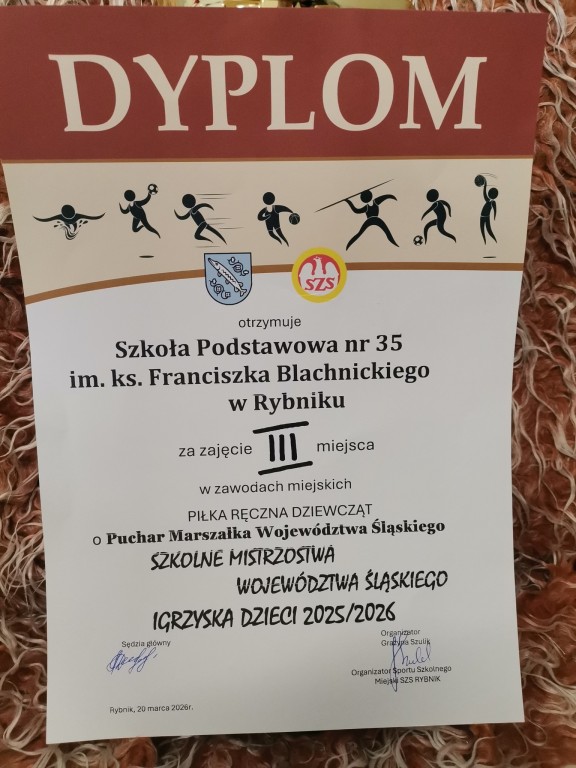 DYPLOM
SZS
otrzymuje
Szkoła Podstawowa nr 35
im. ks. Franciszka Blachnickiego
w Rybniku
za zajęcie III miejsca
w zawodach miejskich
PIŁKA RĘCZNA DZIEWCZĄT
o Puchar Marszałka Województwa Śląskiego
SZKOLNE MISTRZOSTWA
WOJEWÓDZTWA ŚLĄSKIEGO
IGRZYSKA DZIECI 2025/2026
Sędzia główny
Organizator
Grażyna Szulik
Organizator Sportu Szkolnego
Miejski SZS RYBNIK
Rybnik, 20 marca 2026r.